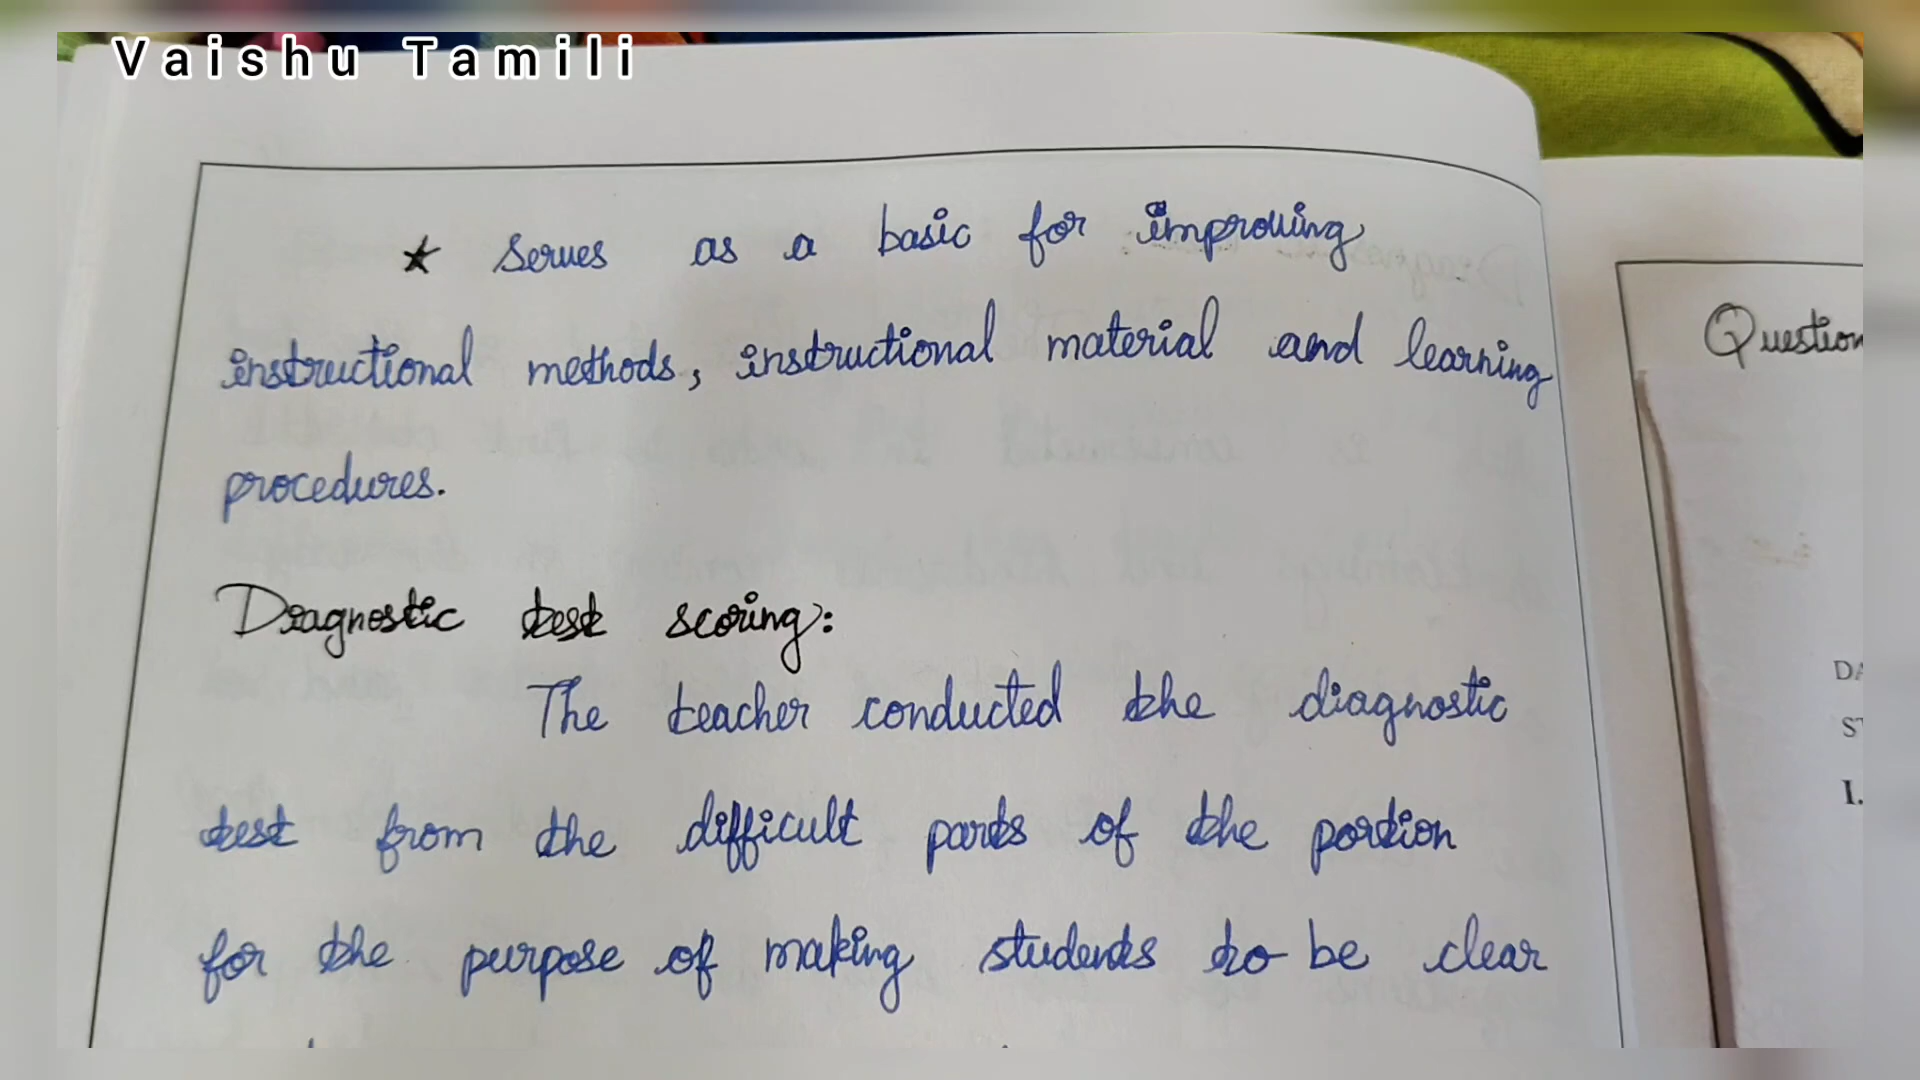 Vaishu Tamili
★ Serves as a basic for improving
instructional methods, instructional material and learning
procedures.
Diagnostic test scoring:
The teacher conducted the diagnostic
test from the difficult parts of the portion
for the purpose of making students to be clear
Question
I.